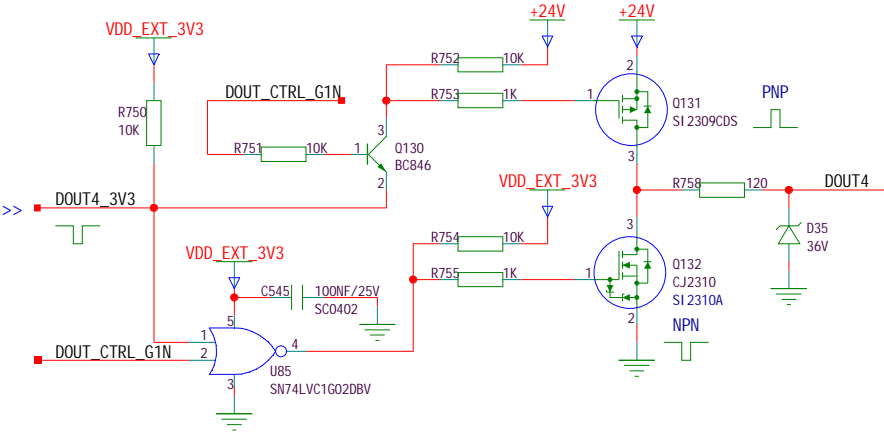 +24V
+24V
VDD_EXT_3V3
R752
10K
2
DOUT_CTRL_G1N
R753
1K
1
Q131
SI2309CDS
PNP
R750
10K
3
R751
10K
1
Q130
BC846
2
3
VDD_EXT_3V3
R758
120
DOUT4
>>
DOUT4_3V3
3
D35
36V
VDD_EXT_3V3
R754
10K
R755
1K
1
Q132
CJ2310
SI2310A
C545
100NF/25V
SC0402
2
NPN
5
1
4
DOUT_CTRL_G1N
2
3
U85
SN74LVC1G02DBV